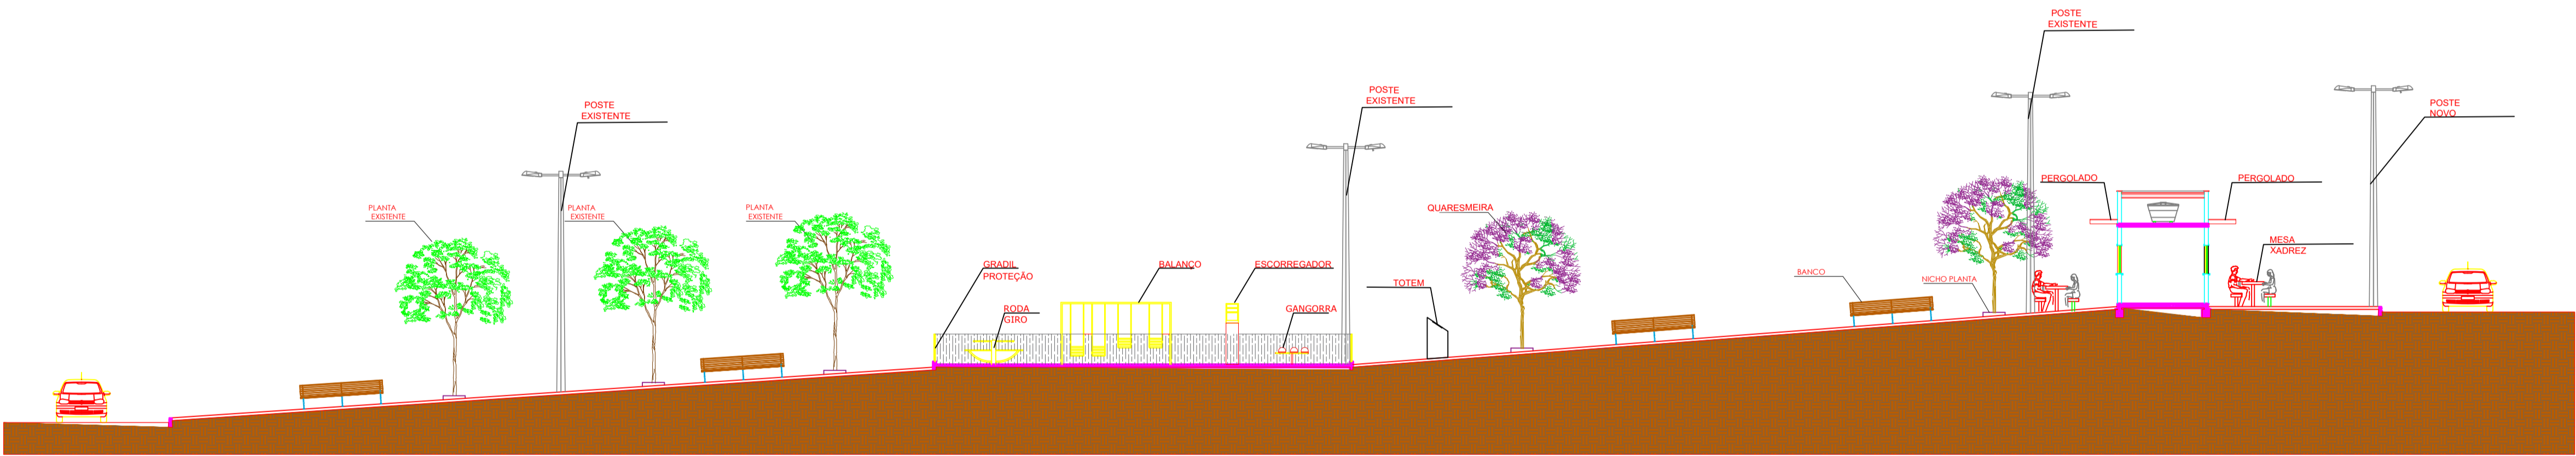 PLANTA
EXISTENTE
POSTE
EXISTENTE
PLANTA
EXISTENTE
PLANTA
EXISTENTE
GRADIL
PROTEÇÃO
RODA
GIRO
BALANÇO
ESCORREGADOR
GANGORRA
POSTE
EXISTENTE
TOTEM
QUARESMEIRA
BANCO
NICHO PLANTA
POSTE
EXISTENTE
PERGOLADO
PERGOLADO
MESA
XADREZ
POSTE
NOVO